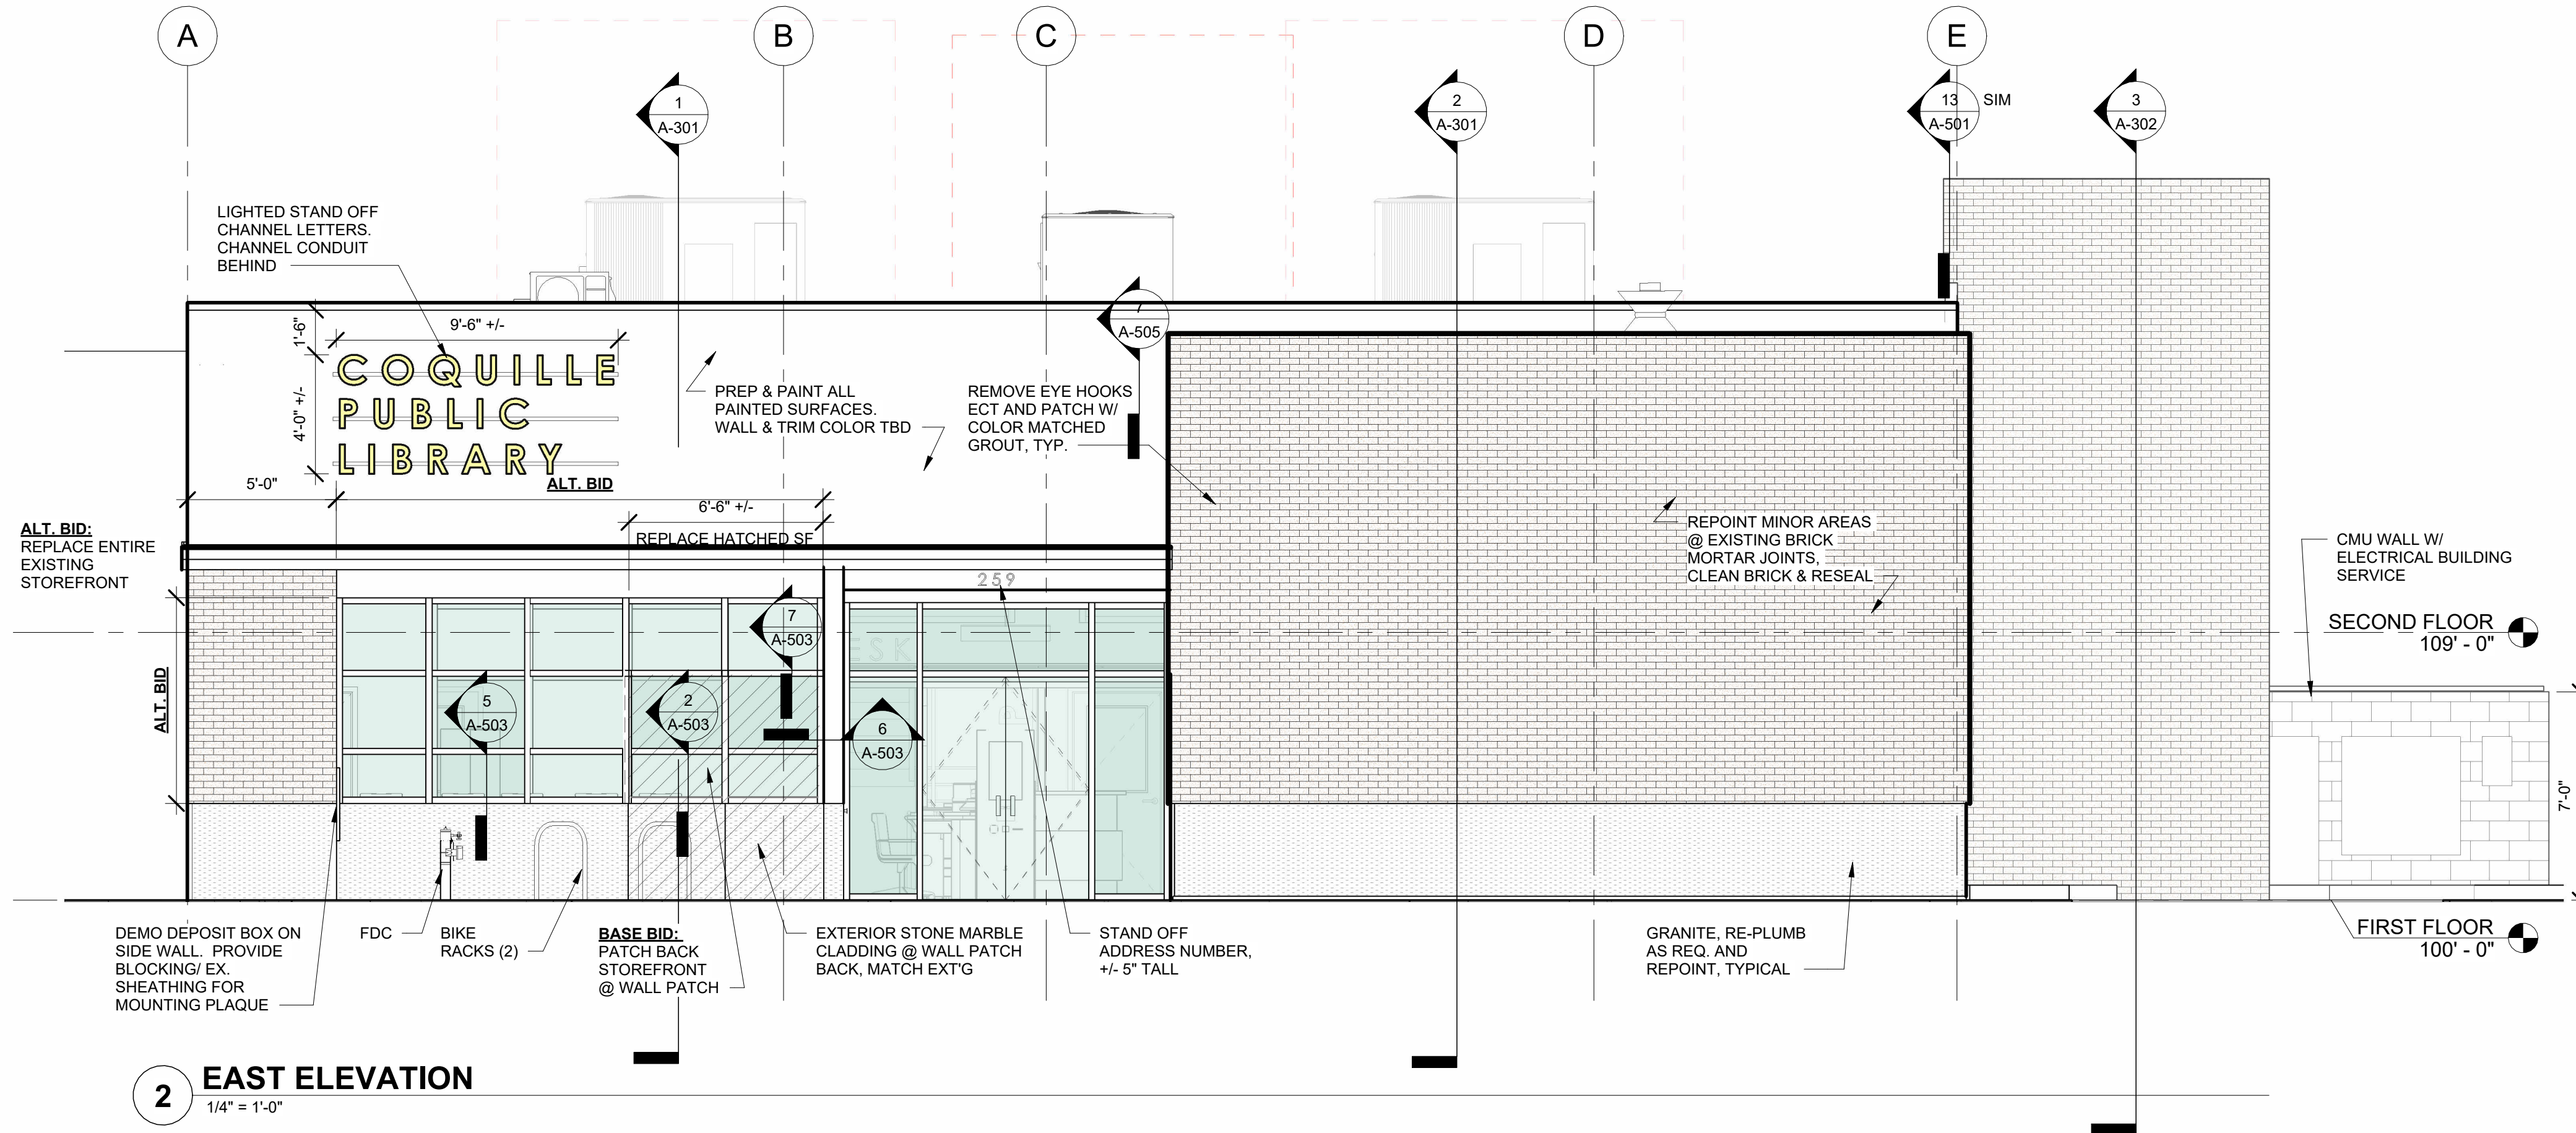 A
B
C
D
E
1
A-301
2
A-301
13
A-501
SIM
3
A-302
LIGHTED STAND OFF
CHANNEL LETTERS.
CHANNEL CONDUIT
BEHIND
1'-6"
9'-6" +/-
7
A-505
COQUILLE
PUBLIC
LIBRARY
4'-0" +/-
PREP & PAINT ALL
PAINTED SURFACES.
WALL & TRIM COLOR TBD
REMOVE EYE HOOKS
ECT AND PATCH W/
COLOR MATCHED
GROUT, TYP.
5'-0"
ALT. BID
6'-6" +/-
REPLACE HATCHED SF
ALT. BID:
REPLACE ENTIRE
EXISTING
STOREFRONT
REPOINT MINOR AREAS
@ EXISTING BRICK
MORTAR JOINTS,
CLEAN BRICK & RESEAL
CMU WALL W/
ELECTRICAL BUILDING
SERVICE
259
7
A-503
ESK
SECOND FLOOR
109' - 0"
ALT. BID
5
A-503
2
A-503
6
A-503
7'-0"
DEMO DEPOSIT BOX ON
SIDE WALL. PROVIDE
BLOCKING/ EX.
SHEATHING FOR
MOUNTING PLAQUE
FDC
BIKE
RACKS (2)
BASE BID:
PATCH BACK
STOREFRONT
@ WALL PATCH
EXTERIOR STONE MARBLE
CLADDING @ WALL PATCH
BACK, MATCH EXT'G
STAND OFF
ADDRESS NUMBER,
+/- 5" TALL
GRANITE, RE-PLUMB
AS REQ. AND
REPOINT, TYPICAL
FIRST FLOOR
100' - 0"
2
EAST ELEVATION
1/4" = 1'-0"